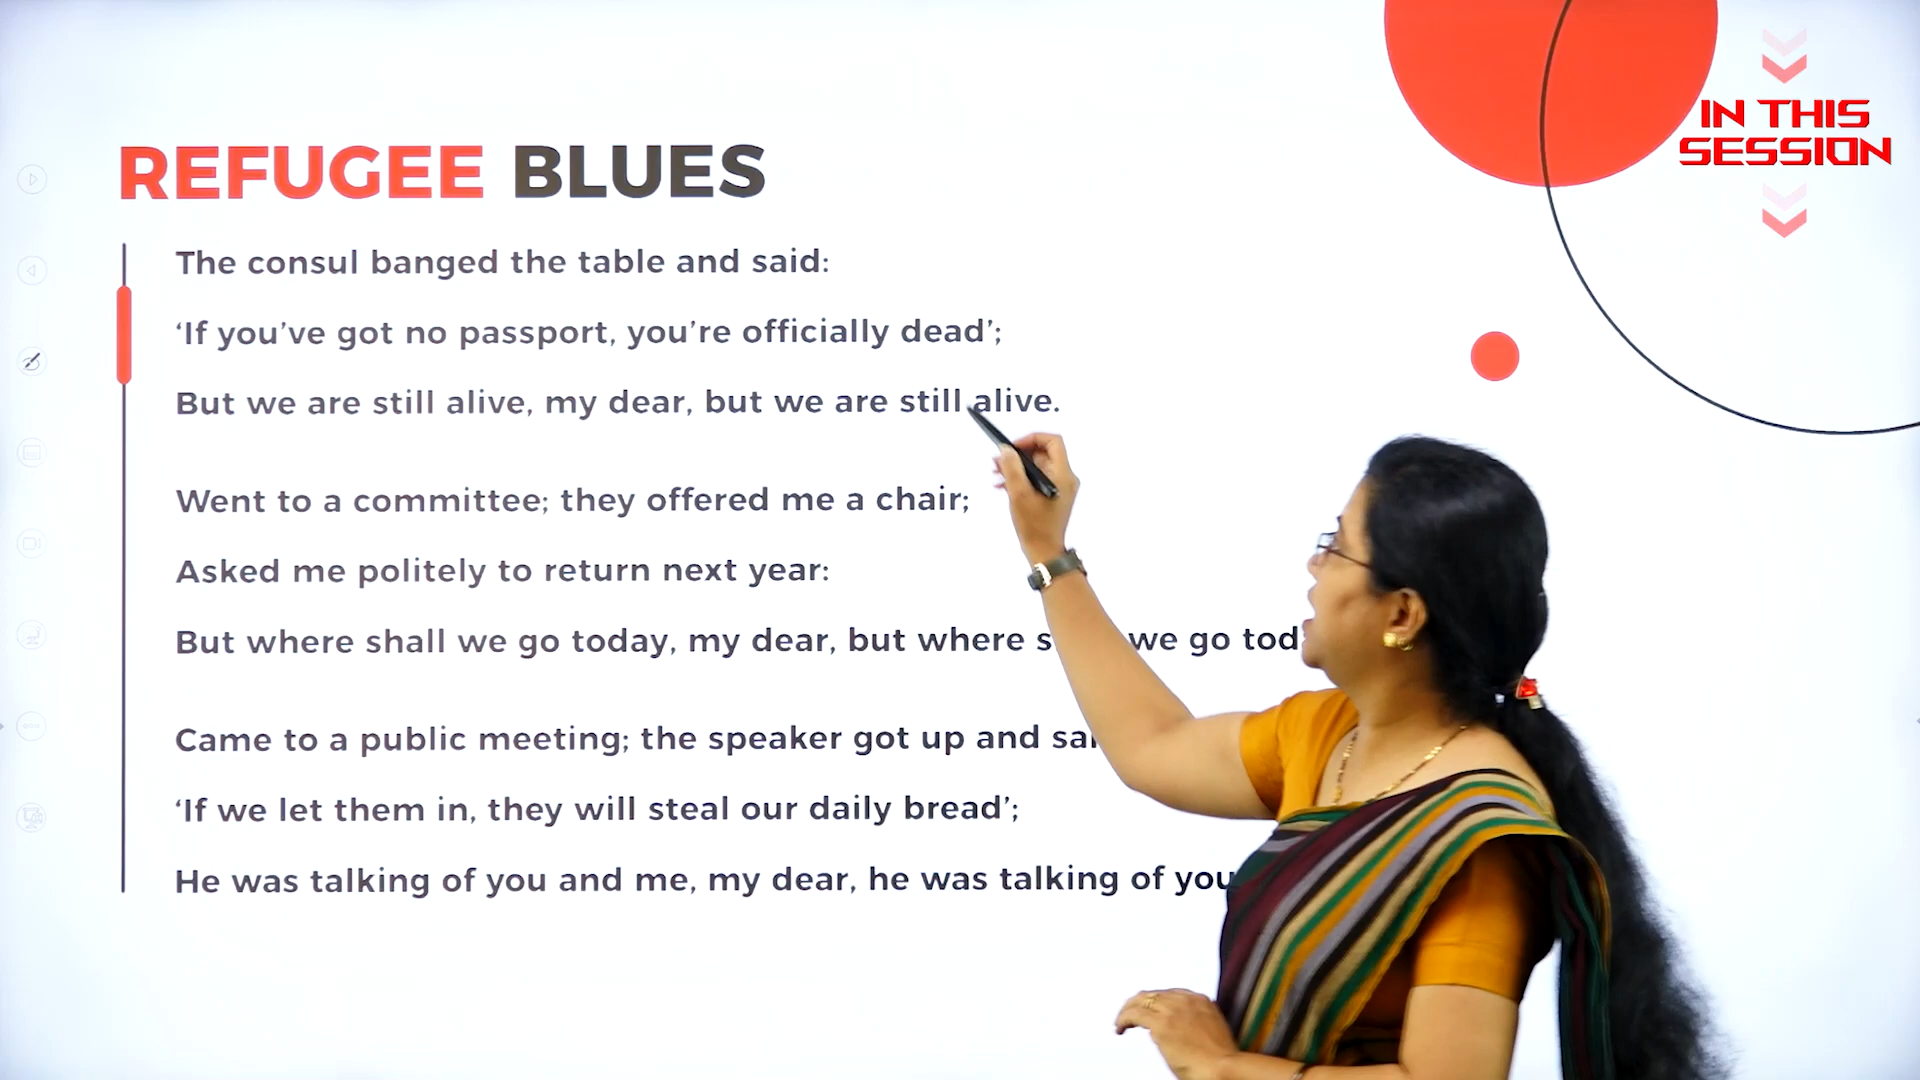 IN THIS
SESSION
REFUGEE BLUES
The consul banged the table and said:
‘If you’ve got no passport, you’re officially dead’;
But we are still alive, my dear, but we are still alive.
Went to a committee; they offered me a chair;
Asked me politely to return next year:
But where shall we go today, my dear, but where we go
Came to a public meeting; the speaker got up and
‘If we let them in, they will steal our daily bread’;
He was talking of you and me, my dear, he was talking of you